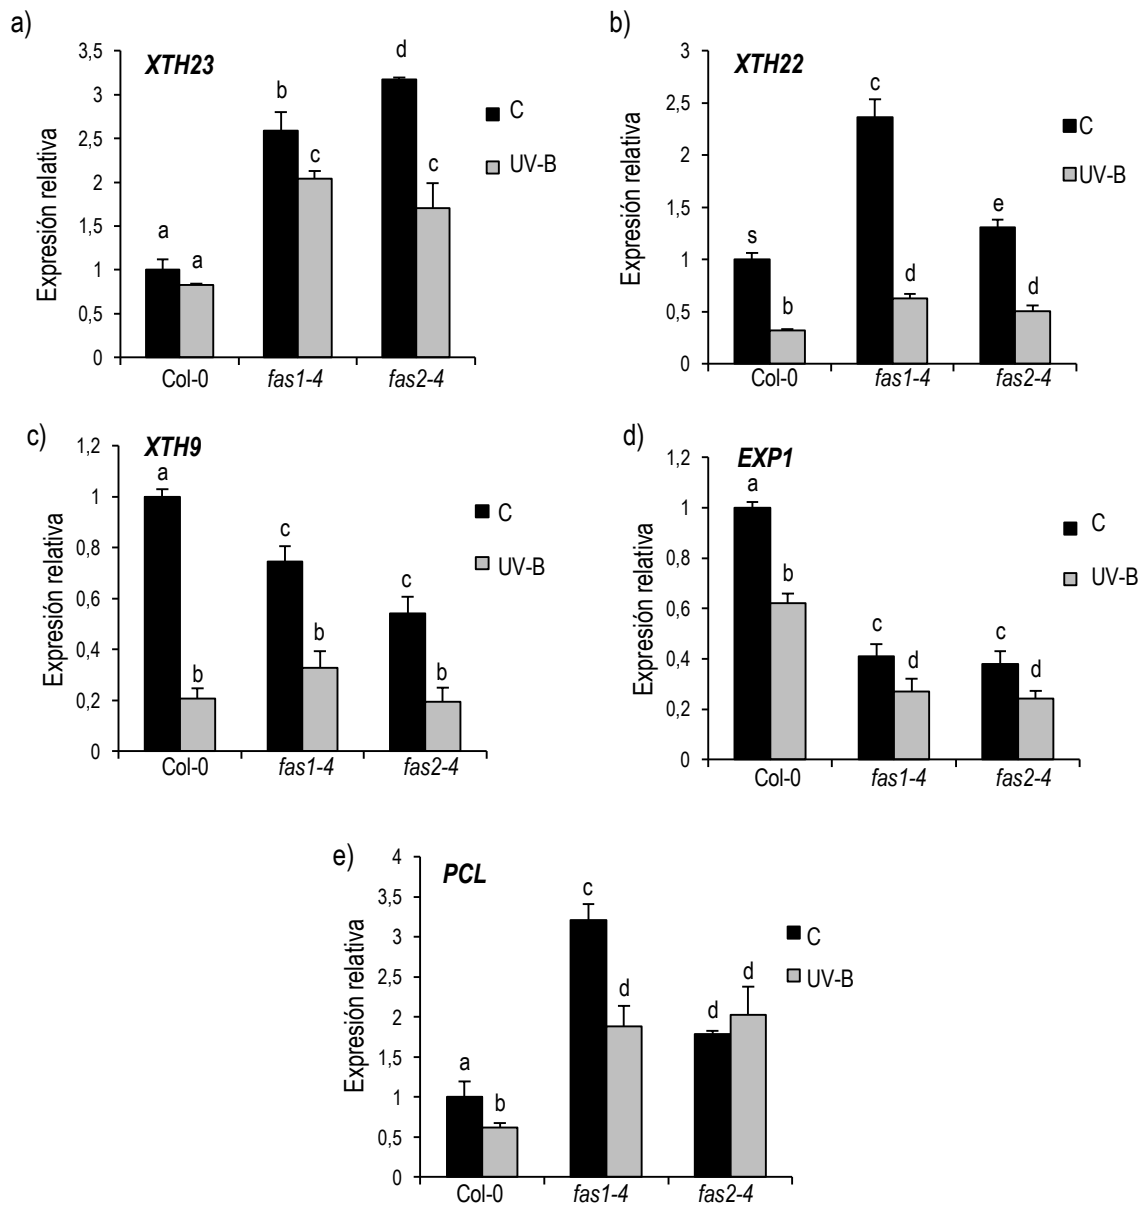 a)
XTH23
Expresión relativa
3,5
3
2,5
2
1,5
1
0,5
0
a
a
b
c
d
c
C
UV-B
Col-0
fas1-4
fas2-4
b)
XTH22
Expresión relativa
3
2,5
2
1,5
1
0,5
0
s
b
c
d
e
d
C
UV-B
Col-0
fas1-4
fas2-4
c)
XTH9
Expresión relativa
1,2
1
0,8
0,6
0,4
0,2
0
a
b
c
b
c
b
C
UV-B
Col-0
fas1-4
fas2-4
d)
EXP1
Expresión relativa
1,2
1
0,8
0,6
0,4
0,2
0
a
b
c
d
c
d
C
UV-B
Col-0
fas1-4
fas2-4
e)
PCL
Expresión relativa
4
3,5
3
2,5
2
1,5
1
0,5
0
a
b
c
d
d
d
C
UV-B
Col-0
fas1-4
fas2-4